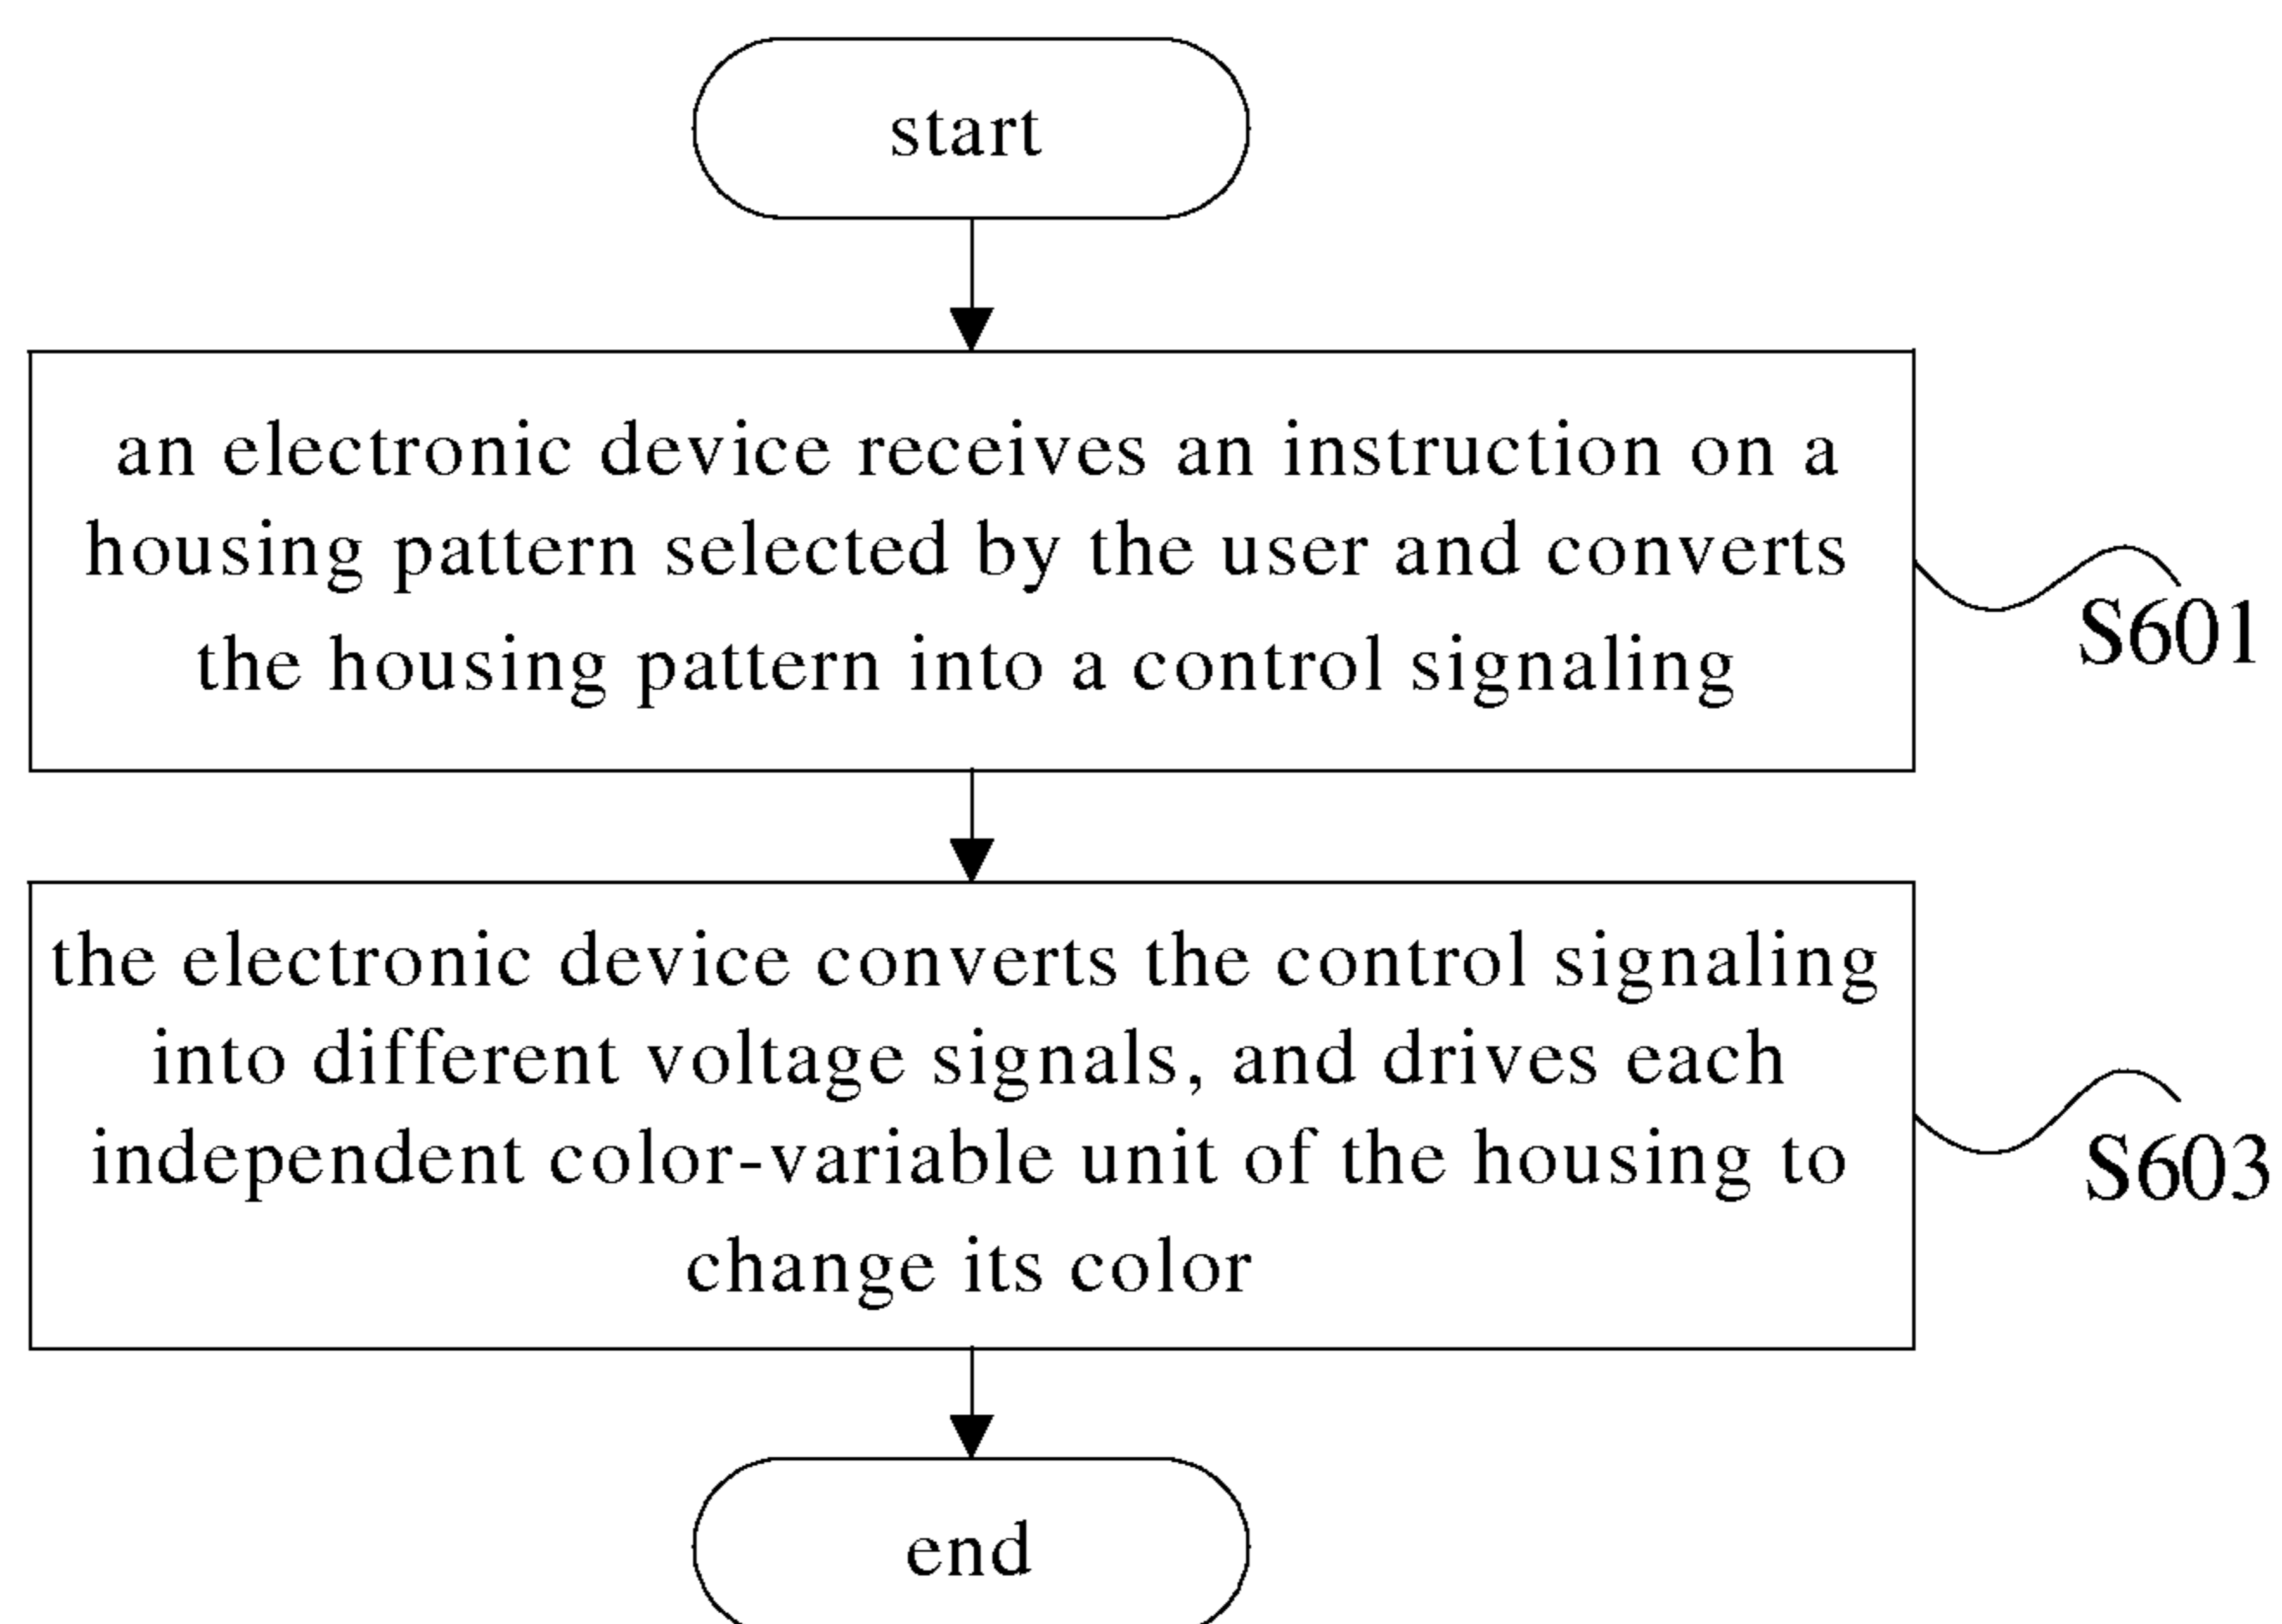 start
an electronic device receives an instruction on a
housing pattern selected by the user and converts
the housing pattern into a control signaling
S601
the electronic device converts the control signaling
into different voltage signals, and drives each
independent color-variable unit of the housing to
change its color
S603
end